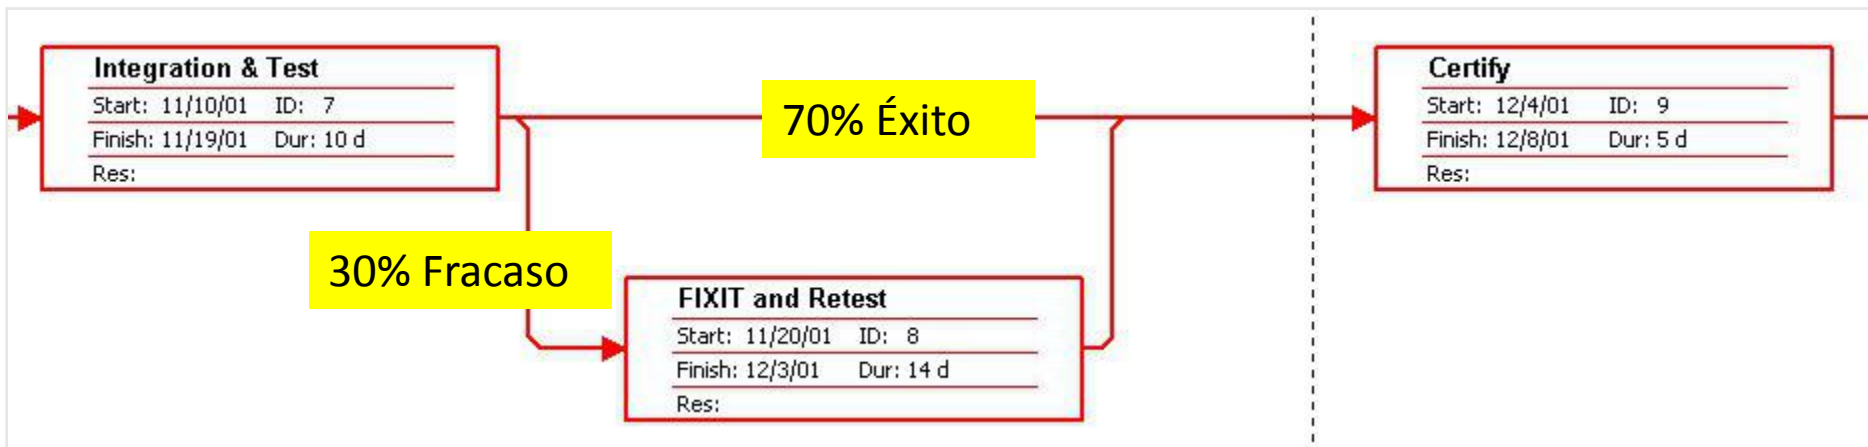 Integration & Test
Start: 11/10/01 ID: 7
Finish: 11/19/01 Dur: 10 d
Res:
70% Éxito
Certify
Start: 12/4/01 ID: 9
Finish: 12/8/01 Dur: 5 d
Res:
30% Fracaso
FIXIT and Retest
Start: 11/20/01 ID: 8
Finish: 12/3/01 Dur: 14 d
Res: